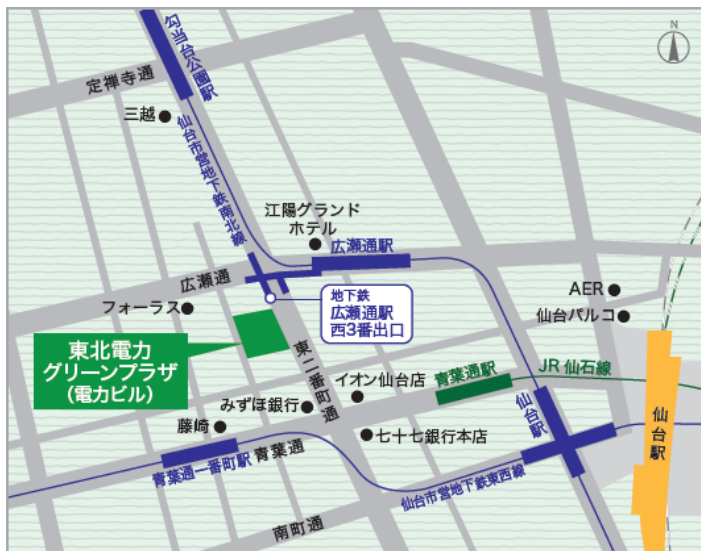 N
勾当台公園駅
定禅寺通
三越
仙台市営地下鉄南北線
江陽グランド
ホテル
広瀬通駅
広瀬通
地下鉄
広瀬通駅
西3番出口
フォーラス
AER
仙台パルコ
東北電力
グリーンプラザ
(電力ビル)
東二番町通
イオン仙台店
青葉通駅
JR仙石線
みずほ銀行
仙台駅
仙台駅
藤崎
七十七銀行本店
青葉通
青葉通一番町駅
仙台市営地下鉄東西線
南町通